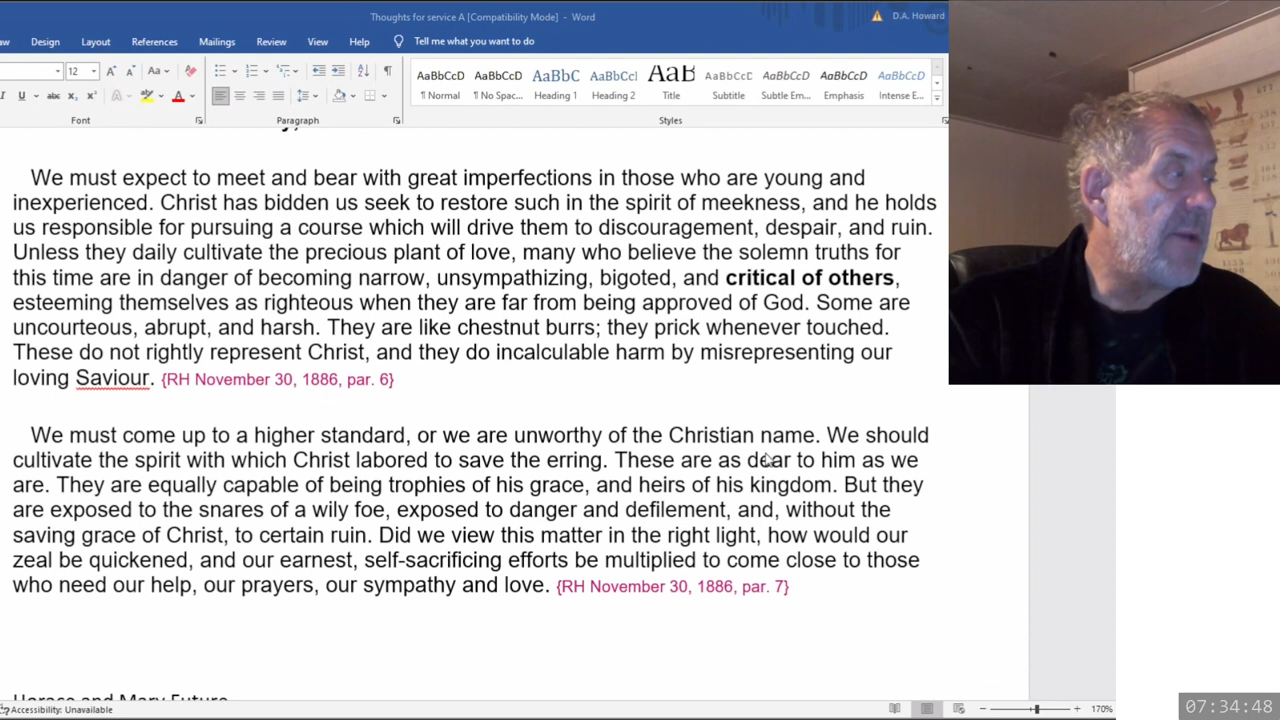 Thoughts for service A [Compatibility Mode] - Word
D.A. Howard
Design Layout References Mailings Review View Help Tell me what you want to do
12 Aa
AaBbCcD AaBbCcD AaBbC AaBbCcl AaB AaBbCcD AaBbCcD AaBbCcD AaBbCcD
¶ Normal ¶ No Spac... Heading 1 Heading 2 Title Subtitle Subtle Em... Emphasis Intense E...
Font Paragraph Styles
We must expect to meet and bear with great imperfections in those who are young and
inexperienced. Christ has bidden us seek to restore such in the spirit of meekness, and he holds
us responsible for pursuing a course which will drive them to discouragement, despair, and ruin.
Unless they daily cultivate the precious plant of love, many who believe the solemn truths for
this time are in danger of becoming narrow, unsympathizing, bigoted, and critical of others,
esteeming themselves as righteous when they are far from being approved of God. Some are
uncourteous, abrupt, and harsh. They are like chestnut burrs; they prick whenever touched.
These do not rightly represent Christ, and they do incalculable harm by misrepresenting our
loving Saviour. {RH November 30, 1886, par. 6}
We must come up to a higher standard, or we are unworthy of the Christian name. We should
cultivate the spirit with which Christ labored to save the erring. These are as dear to him as we
are. They are equally capable of being trophies of his grace, and heirs of his kingdom. But they
are exposed to the snares of a wily foe, exposed to danger and defilement, and, without the
saving grace of Christ, to certain ruin. Did we view this matter in the right light, how would our
zeal be quickened, and our earnest, self-sacrificing efforts be multiplied to come close to those
who need our help, our prayers, our sympathy and love. {RH November 30, 1886, par. 7}
Horace and Mary Future
Accessibility: Unavailable
170%
07:34:48